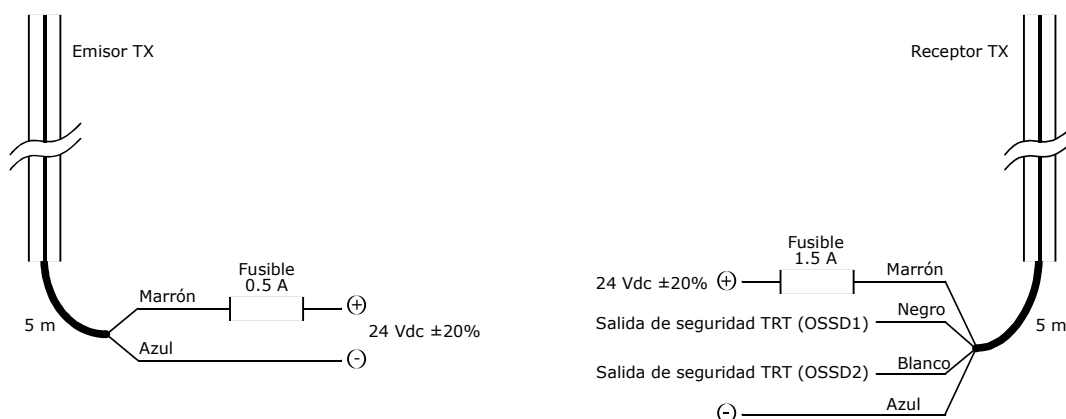 Emisor TX
Fusible
0.5 A
Marrón
(+)
5 m
24 Vdc ±20%
Azul
(-)
Receptor TX
Fusible
1.5 A
24 Vdc ±20% (+)
Marrón
Salida de seguridad TRT (OSSD1)
Negro
5 m
Salida de seguridad TRT (OSSD2)
Blanco
Azul
(-)